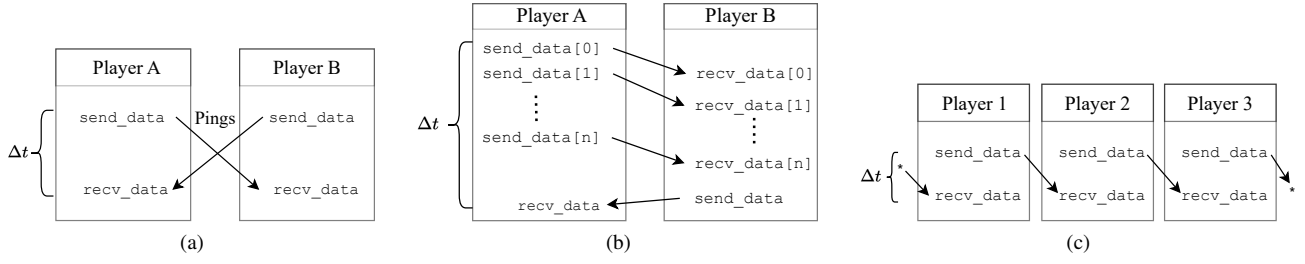 Player A
Player B
send_data
Pings
send_data
Δt
recv_data
recv_data
(a)
Player A
Player B
send_data[0]
send_data[1]
recv_data[0]
recv_data[1]
Δt
send_data[n]
recv_data[n]
recv_data
send_data
(b)
Player 1
Player 2
Player 3
send_data
send_data
send_data
Δt
*
*
recv_data
recv_data
recv_data
(c)